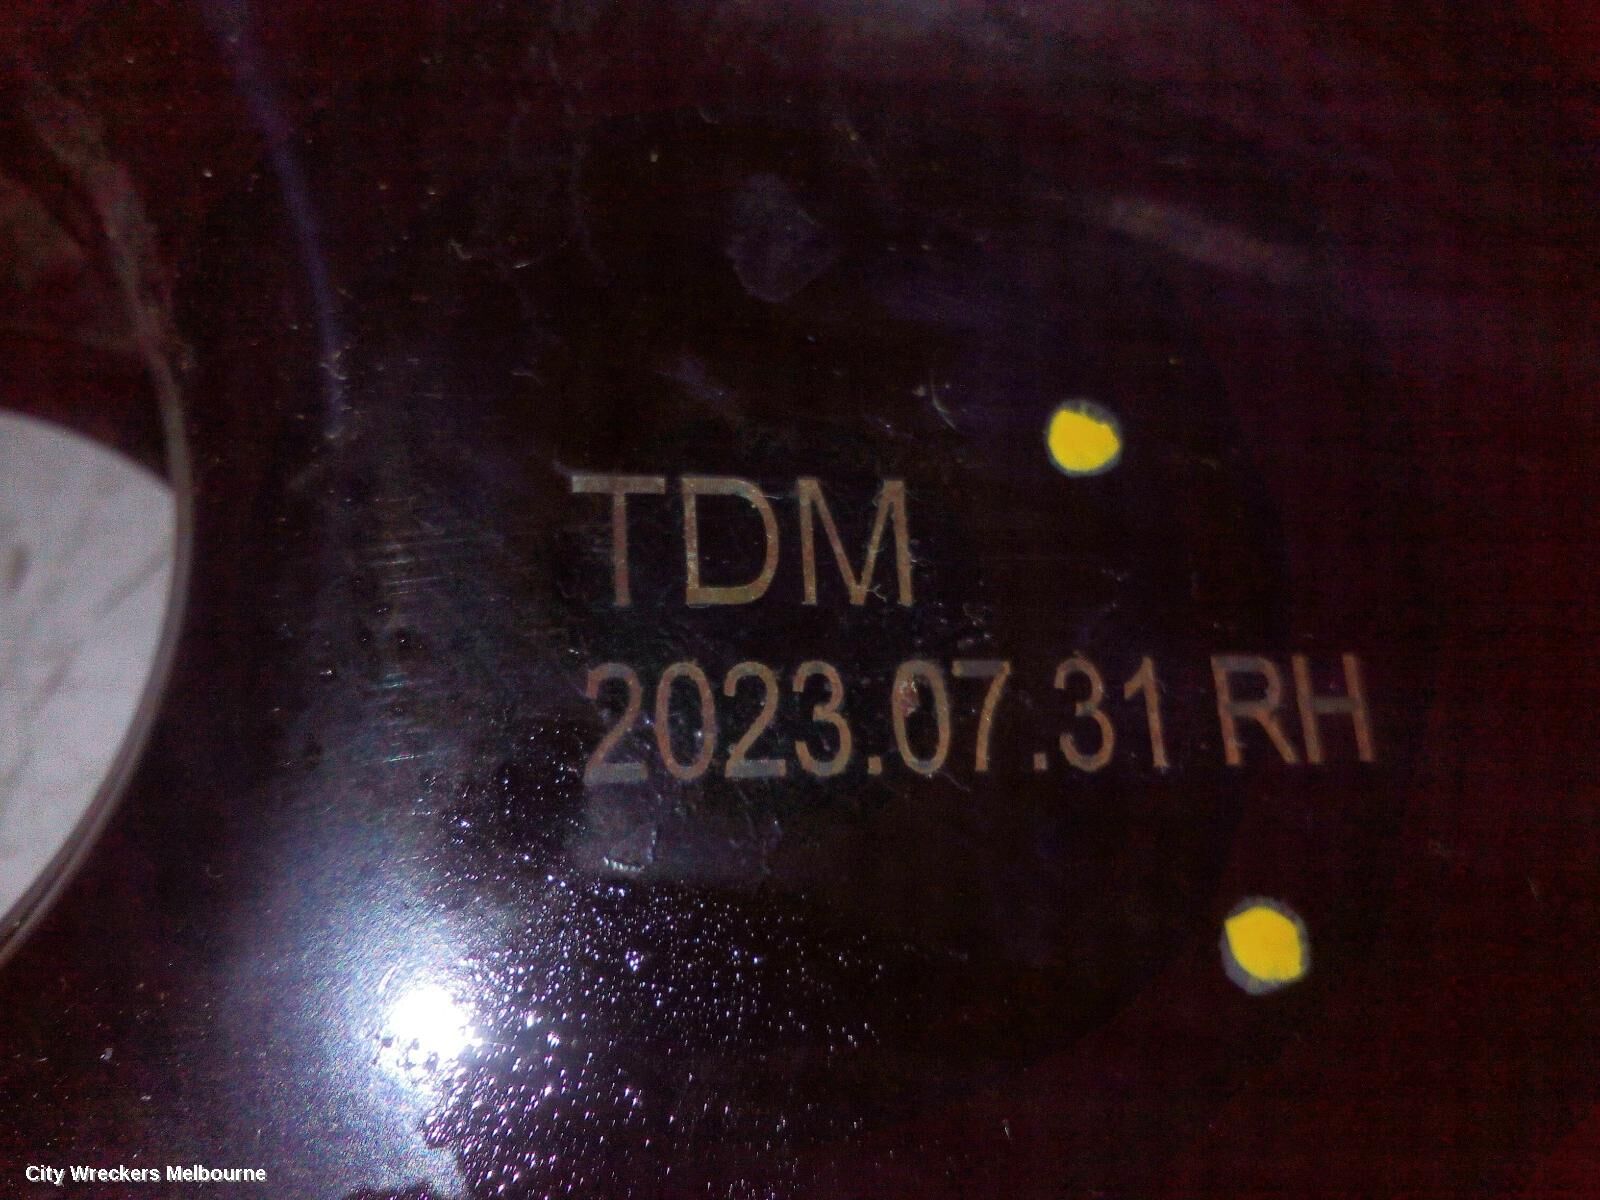 TDM
2023.07.31 RH
City Wreckers Melbourne